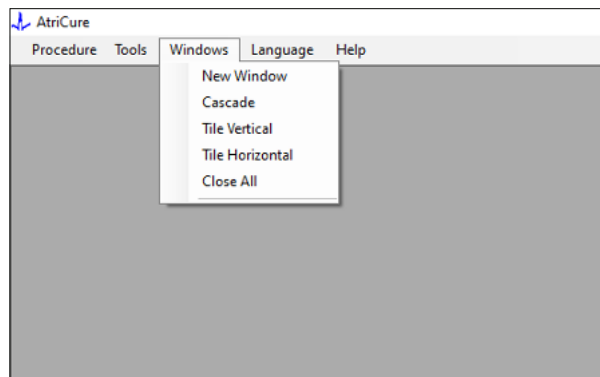 AtriCure
Procedure Tools Windows Language Help
New Window
Cascade
Tile Vertical
Tile Horizontal
Close All